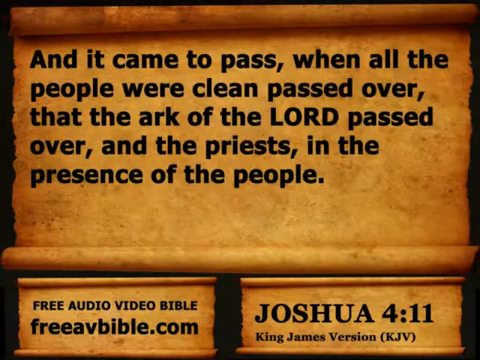 And it came to pass, when all the
people were clean passed over,
that the ark of the LORD passed
over, and the priests, in the
presence of the people.
FREE AUDIO VIDEO BIBLE
freeavbible.com
JOSHUA 4:11
King James Version (KJV)